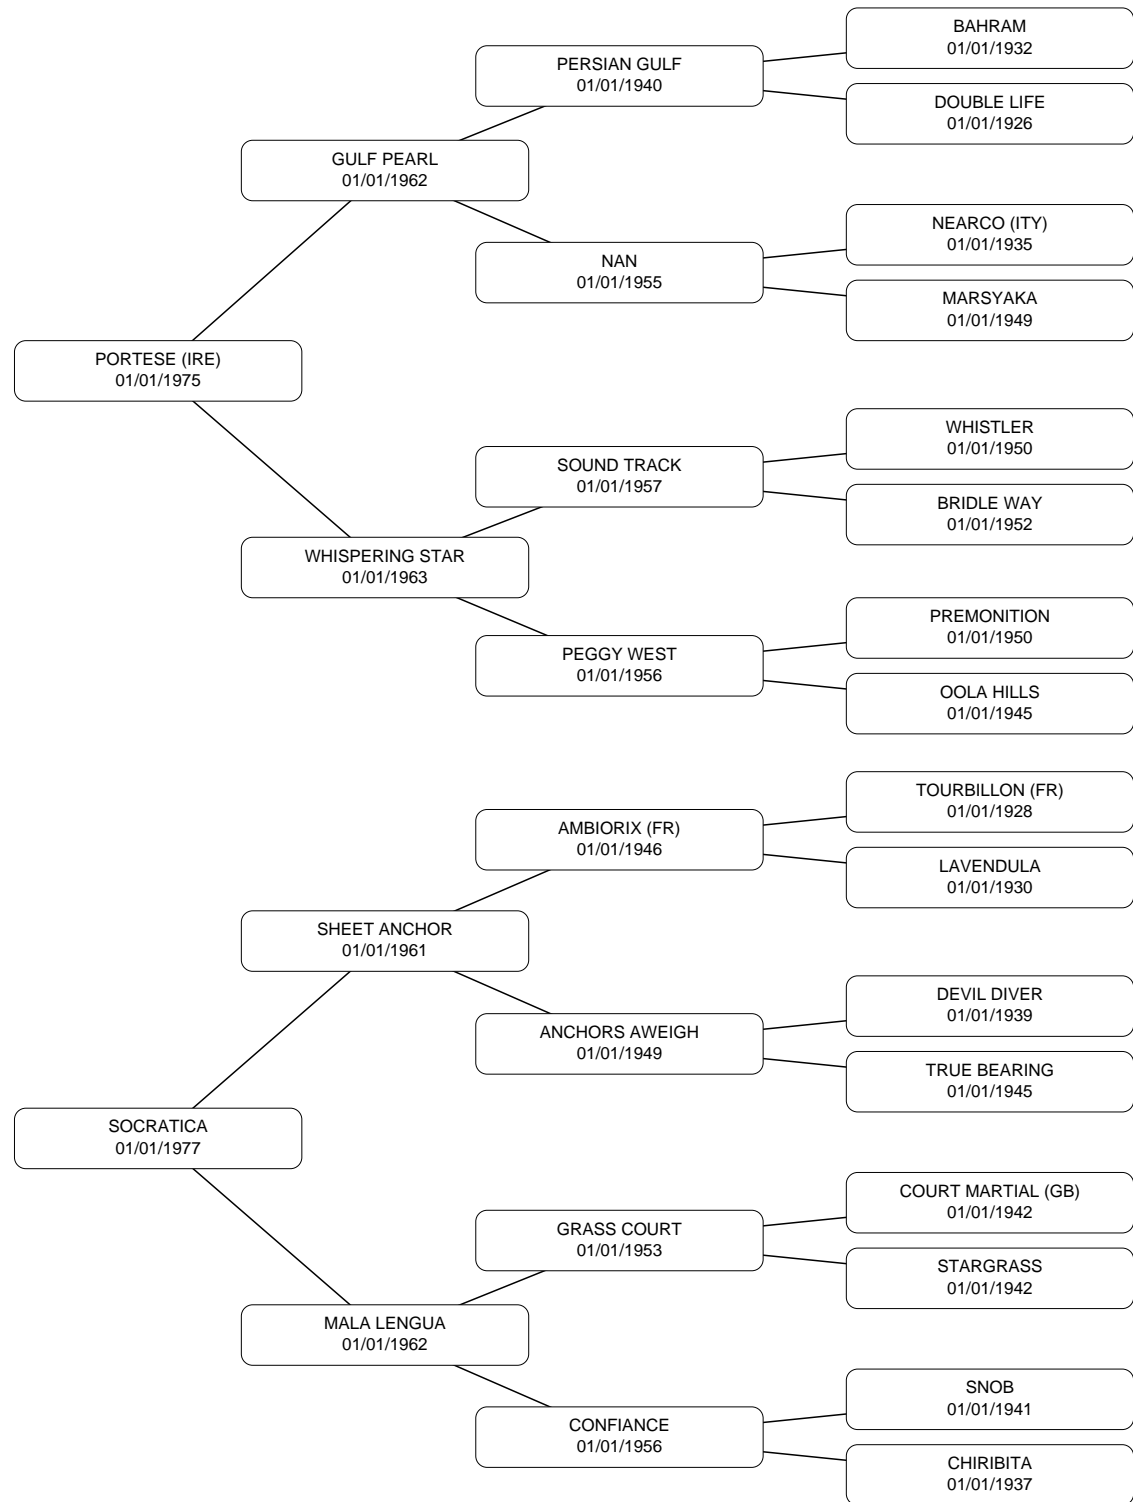 BAHRAM
01/01/1932
PERSIAN GULF
01/01/1940
DOUBLE LIFE
01/01/1926
GULF PEARL
01/01/1962
NEARCO (ITY)
01/01/1935
NAN
01/01/1955
MARSYAKA
01/01/1949
PORTESE (IRE)
01/01/1975
WHISTLER
01/01/1950
SOUND TRACK
01/01/1957
BRIDLE WAY
01/01/1952
WHISPERING STAR
01/01/1963
PREMONITION
01/01/1950
PEGGY WEST
01/01/1956
OOLA HILLS
01/01/1945
TOURBILLON (FR)
01/01/1928
AMBIORIX (FR)
01/01/1946
LAVENDULA
01/01/1930
SHEET ANCHOR
01/01/1961
DEVIL DIVER
01/01/1939
ANCHORS AWEIGH
01/01/1949
TRUE BEARING
01/01/1945
SOCRATICA
01/01/1977
COURT MARTIAL (GB)
01/01/1942
GRASS COURT
01/01/1953
STARGRASS
01/01/1942
MALA LENGUA
01/01/1962
SNOB
01/01/1941
CONFIANCE
01/01/1956
CHIRIBITA
01/01/1937